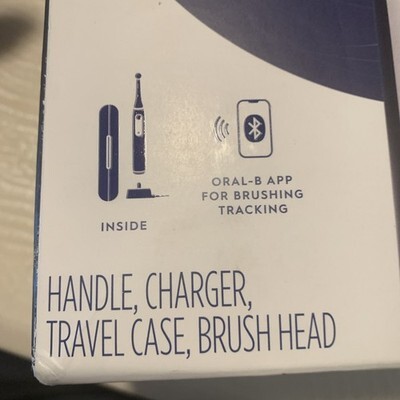 INSIDE
ORAL-B APP
FOR BRUSHING
TRACKING
HANDLE, CHARGER,
TRAVEL CASE, BRUSH HEAD